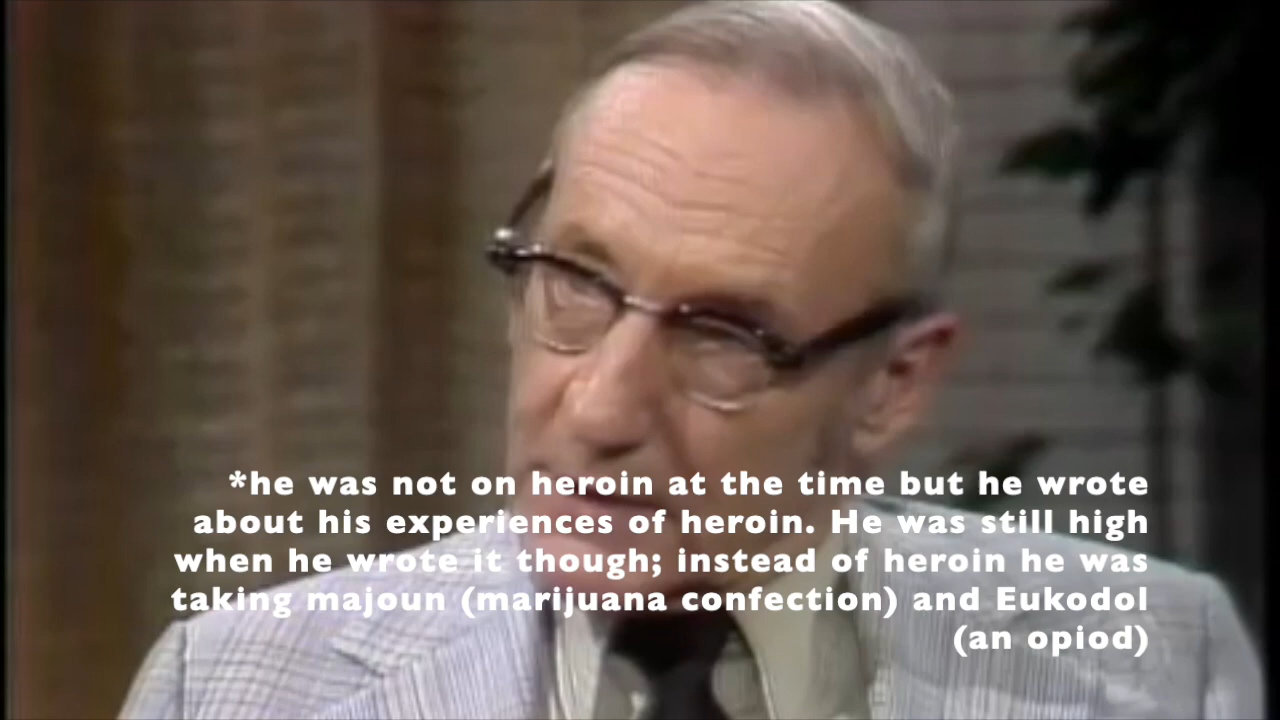 *he was not on heroin at the time but he wrote
about his experiences of heroin. He was still high
when he wrote it though; instead of heroin he was
taking majoun (marijuana confection) and Eukodol
(an opiod)